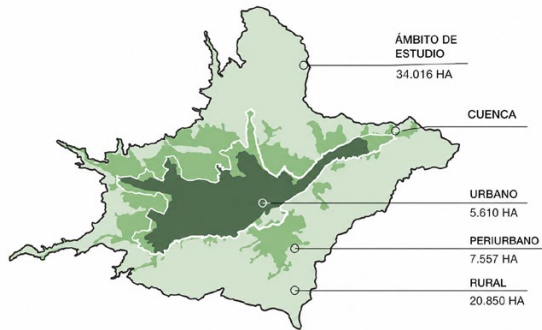 ÁMBITO DE
ESTUDIO
34.016 HA
CUENCA
URBANO
5.610 HA
PERIURBANO
7.557 HA
RURAL
20.850 HA